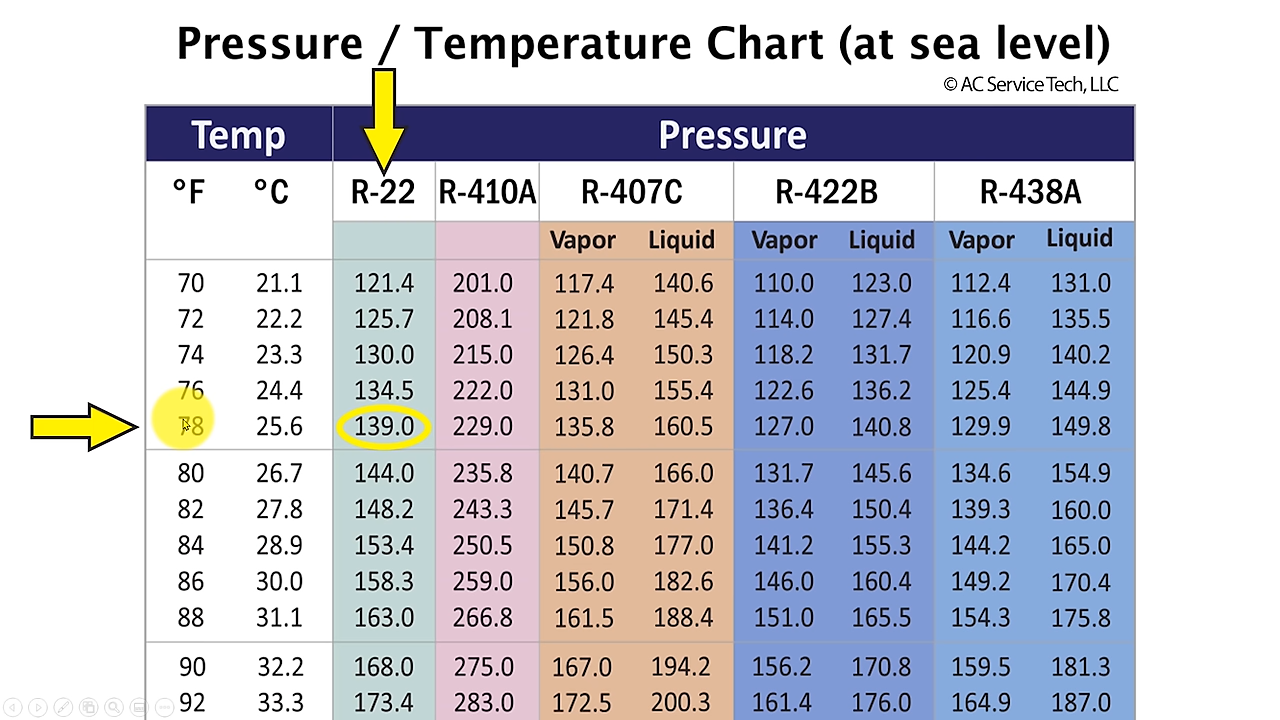 Pressure / Temperature Chart (at sea level)
© AC Service Tech, LLC
Temp Pressure
°F °C R-22 R-410A R-407C R-422B R-438A
Vapor Liquid Vapor Liquid Vapor Liquid
70 21.1 121.4 201.0 117.4 140.6 110.0 123.0 112.4 131.0
72 22.2 125.7 208.1 121.8 145.4 114.0 127.4 116.6 135.5
74 23.3 130.0 215.0 126.4 150.3 118.2 131.7 120.9 140.2
76 24.4 134.5 222.0 131.0 155.4 122.6 136.2 125.4 144.9
78 25.6 139.0 229.0 135.8 160.5 127.0 140.8 129.9 149.8
80 26.7 144.0 235.8 140.7 166.0 131.7 145.6 134.6 154.9
82 27.8 148.2 243.3 145.7 171.4 136.4 150.4 139.3 160.0
84 28.9 153.4 250.5 150.8 177.0 141.2 155.3 144.2 165.0
86 30.0 158.3 259.0 156.0 182.6 146.0 160.4 149.2 170.4
88 31.1 163.0 266.8 161.5 188.4 151.0 165.5 154.3 175.8
90 32.2 168.0 275.0 167.0 194.2 156.2 170.8 159.5 181.3
92 33.3 173.4 283.0 172.5 200.3 161.4 176.0 164.9 187.0